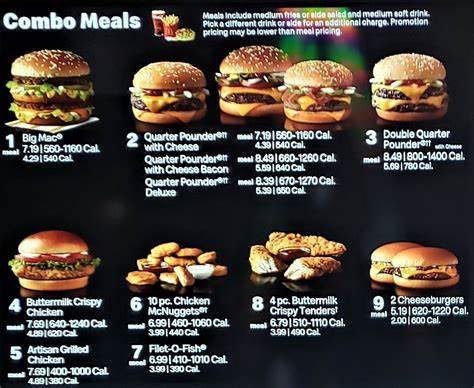 Combo Meals
Meals include medium fries or side salad and medium soft drink.
Pick a different drink or side for an additional charge. Promotion
pricing may be lower than meal pricing.
1 Big Mac®
meal 7.19|560-1160 Cal.
4.29|540 Cal.
2 Quarter Pounder®†† with Cheese
meal 7.19|560-1160 Cal.
4.39|540 Cal.
Quarter Pounder®†† with Cheese Bacon
meal 8.49|660-1260 Cal.
5.59|640 Cal.
Quarter Pounder®†† Deluxe
meal 8.39|670-1270 Cal.
5.39|650 Cal.
3 Double Quarter
Pounder®†† with Cheese
meal 8.49|800-1400 Cal.
5.69|780 Cal.
4 Buttermilk Crispy
Chicken
meal 7.69|640-1240 Cal.
4.89|620 Cal.
5 Artisan Grilled
Chicken
meal 7.69|400-1000 Cal.
4.89|380 Cal.
6 10 pc. Chicken
McNuggets®†
meal 6.99|460-1060 Cal.
3.99|440 Cal.
7 Filet-O-Fish®
meal 6.99|410-1010 Cal.
3.99|390 Cal.
8 4 pc. Buttermilk
Crispy Tenders†
meal 6.79|510-1110 Cal.
3.99|490 Cal.
9 2 Cheeseburgers
meal 5.19|620-1220 Cal.
2.00|600 Cal.